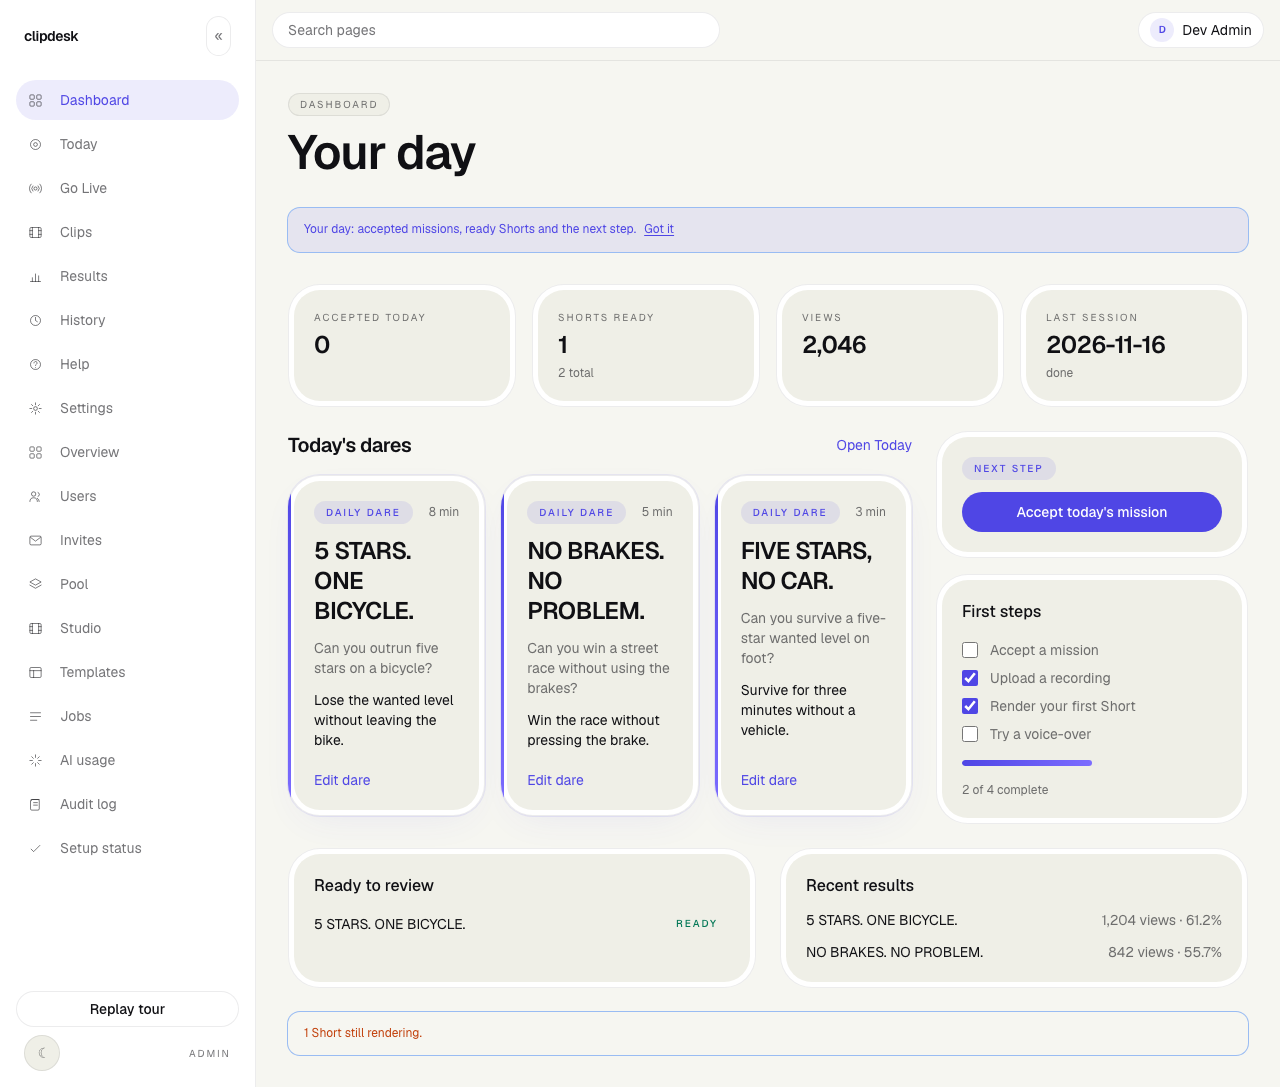 clipdesk
«
Search pages
D
Dev Admin
Dashboard
Today
Go Live
Clips
Results
History
Help
Settings
Overview
Users
Invites
Pool
Studio
Templates
Jobs
AI usage
Audit log
Setup status
Replay tour
ADMIN
DASHBOARD
Your day
Your day: accepted missions, ready Shorts and the next step. Got it
ACCEPTED TODAY
0
SHORTS READY
1
2 total
VIEWS
2,046
LAST SESSION
2026-11-16
done
Today's dares
Open Today
DAILY DARE
8 min
5 STARS.
ONE
BICYCLE.
Can you outrun five
stars on a bicycle?
Lose the wanted level
without leaving the
bike.
Edit dare
DAILY DARE
5 min
NO BRAKES.
NO
PROBLEM.
Can you win a street
race without using the
brakes?
Win the race without
pressing the brake.
Edit dare
DAILY DARE
3 min
FIVE STARS,
NO CAR.
Can you survive a five-
star wanted level on
foot?
Survive for three
minutes without a
vehicle.
Edit dare
NEXT STEP
Accept today's mission
First steps
Accept a mission
Upload a recording
Render your first Short
Try a voice-over
2 of 4 complete
Ready to review
5 STARS. ONE BICYCLE.
READY
Recent results
5 STARS. ONE BICYCLE.
1,204 views · 61.2%
NO BRAKES. NO PROBLEM.
842 views · 55.7%
1 Short still rendering.